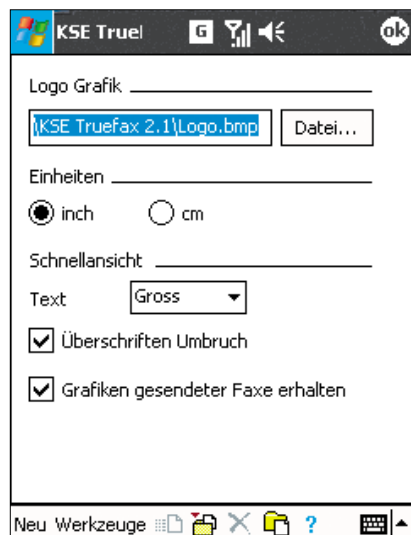 KSE Truel G ok
Logo Grafik
\KSE Truefax 2.1\Logo.bmp Datei...
Einheiten
inch cm
Schnellansicht
Text Gross
Überschriften Umbruch
Grafiken gesendeter Faxe erhalten
Neu Werkzeuge ?